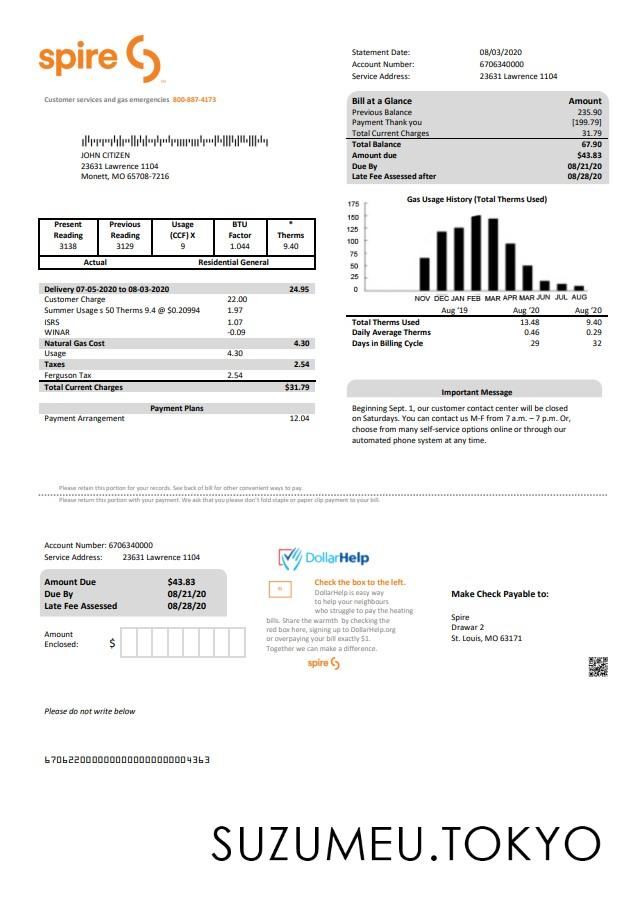 spire
Statement Date: 08/03/2020
Account Number: 6706340000
Service Address: 23631 Lawrence 1104
Customer services and gas emergencies 800-887-4173
Bill at a Glance Amount
Previous Balance 235.90
Payment Thank you [199.79]
Total Current Charges 31.79
Total Balance 67.90
Amount due $43.83
Due By 08/21/20
Late Fee Assessed after 08/28/20
JOHN CITIZEN
23631 Lawrence 1104
Monett, MO 65708-7216
Gas Usage History (Total Therms Used)
175
150
125
100
75
50
25
0
NOV DEC JAN FEB MAR APR MAR JUN JUL AUG
Aug '19 Aug '20 Aug '20
Total Therms Used 13.48 9.40
Daily Average Therms 0.46 0.29
Days in Billing Cycle 29 32
Present Reading Previous Reading Usage (CCF) X BTU Factor * Therms
3138 3129 9 1.044 9.40
Actual Residential General
Delivery 07-05-2020 to 08-03-2020 24.95
Customer Charge 22.00
Summer Usage s 50 Therms 9.4 @ $0.20994 1.97
ISRS 1.07
WINAR -0.09
Natural Gas Cost 4.30
Usage 4.30
Taxes 2.54
Ferguson Tax 2.54
Total Current Charges $31.79
Payment Plans
Payment Arrangement 12.04
Important Message
Beginning Sept. 1, our customer contact center will be closed
on Saturdays. You can contact us M-F from 7 a.m. – 7 p.m. Or,
choose from many self-service options online or through our
automated phone system at any time.
Please retain this portion for your records. See back of bill for other convenient ways to pay.
Please return this portion with your payment. We ask that you please don't fold staple or paper clip payment to your bill.
Account Number: 6706340000
Service Address: 23631 Lawrence 1104
Amount Due $43.83
Due By 08/21/20
Late Fee Assessed 08/28/20
Amount
Enclosed: $
DollarHelp
Check the box to the left.
DollarHelp is easy way
to help your neighbours
who struggle to pay the heating
bills. Share the warmth by checking the
red box here, signing up to DollarHelp.org
or overpaying your bill exactly $1.
Together we can make a difference.
spire
Make Check Payable to:
Spire
Drawar 2
St. Louis, MO 63171
Please do not write below
SUZUMEU.TOKYO